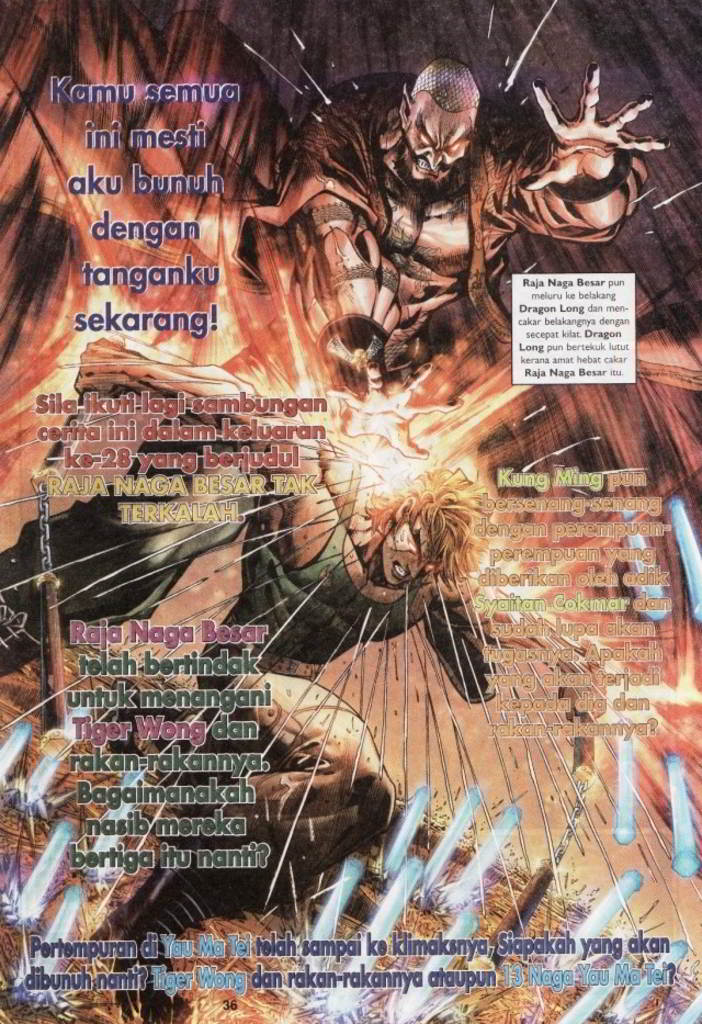 Kamu semua
ini mesti
aku bunuh
dengan
tanganku
sekarang!
Raja Naga Besar pun
meluru ke belakang
Dragon Long dan men-
cakar belakangnya dengan
secepat kilat. Dragon
Long pun bertekuk lutut
kerana amat hebat cakar
Raja Naga Besar itu.
Sila ikuti lagi sambungan
cerita ini dalam keluaran
ke-28 yang berjudul
RAJA NAGA BESAR TAK
TERKALAH.
Kung Ming pun
bersenang-senang
dengan perempuan-
perempuan yang
diberikan oleh adik
Syaitan Cokmar dan
sudah lupa akan
tugasnya. Apakah
yang akan terjadi
kepada dia dan
rakan-rakannya?
Raja Naga Besar
telah bertindak
untuk menangani
Tiger Wong dan
rakan-rakannya.
Bagaimanakah
nasib mereka
bertiga itu nanti?
Pertempuran di Yau Ma Tei telah sampai ke klimaksnya, Siapakah yang akan
dibunuh nanti? Tiger Wong dan rakan-rakannya ataupun 13 Naga Yau Ma Tei?
36